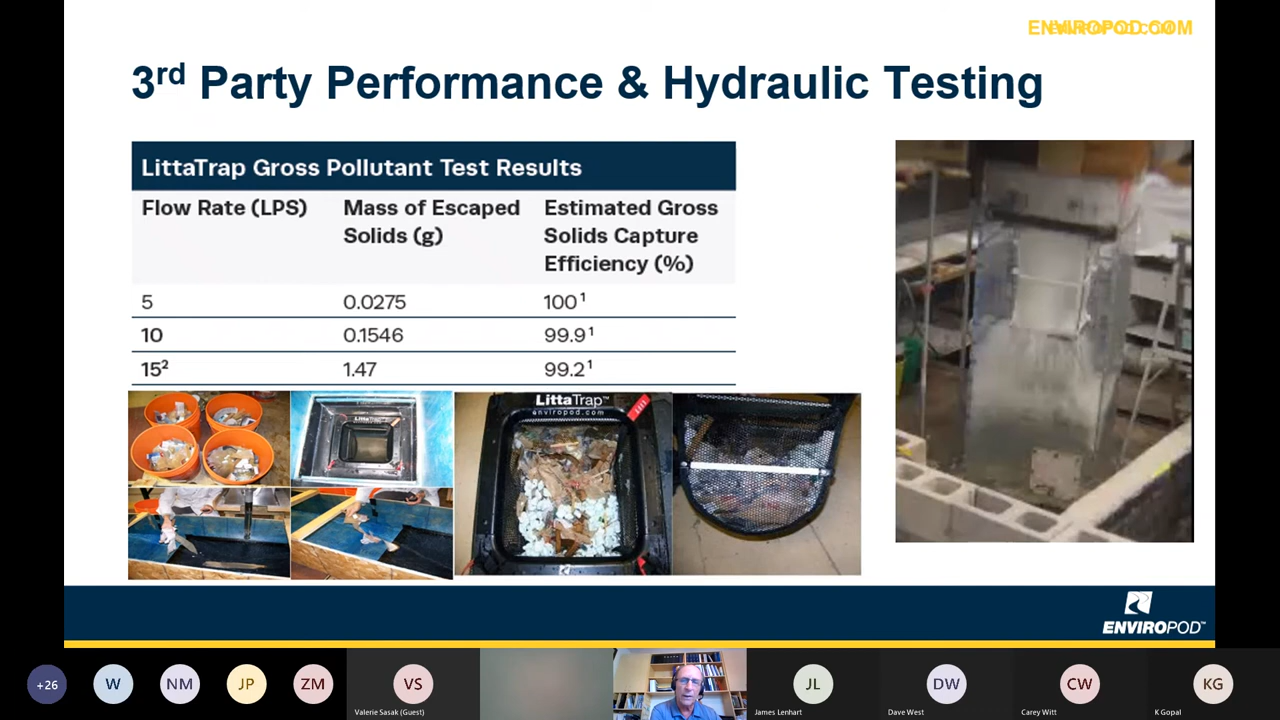 ENVIROPOD.COM
3rd Party Performance & Hydraulic Testing
LittaTrap Gross Pollutant Test Results
Flow Rate (LPS)
Mass of Escaped
Solids (g)
Estimated Gross
Solids Capture
Efficiency (%)
5 0.0275 100¹
10 0.1546 99.9¹
15² 1.47 99.2¹
LittaTrap™
LittaTrap™
enviropod.com
ENVIROPOD™
+26
W
NM
JP
ZM
VS
JL
DW
CW
KG
Valerie Sasak (Guest)
James Lenhart
Dave West
Carey Witt
K Gopal